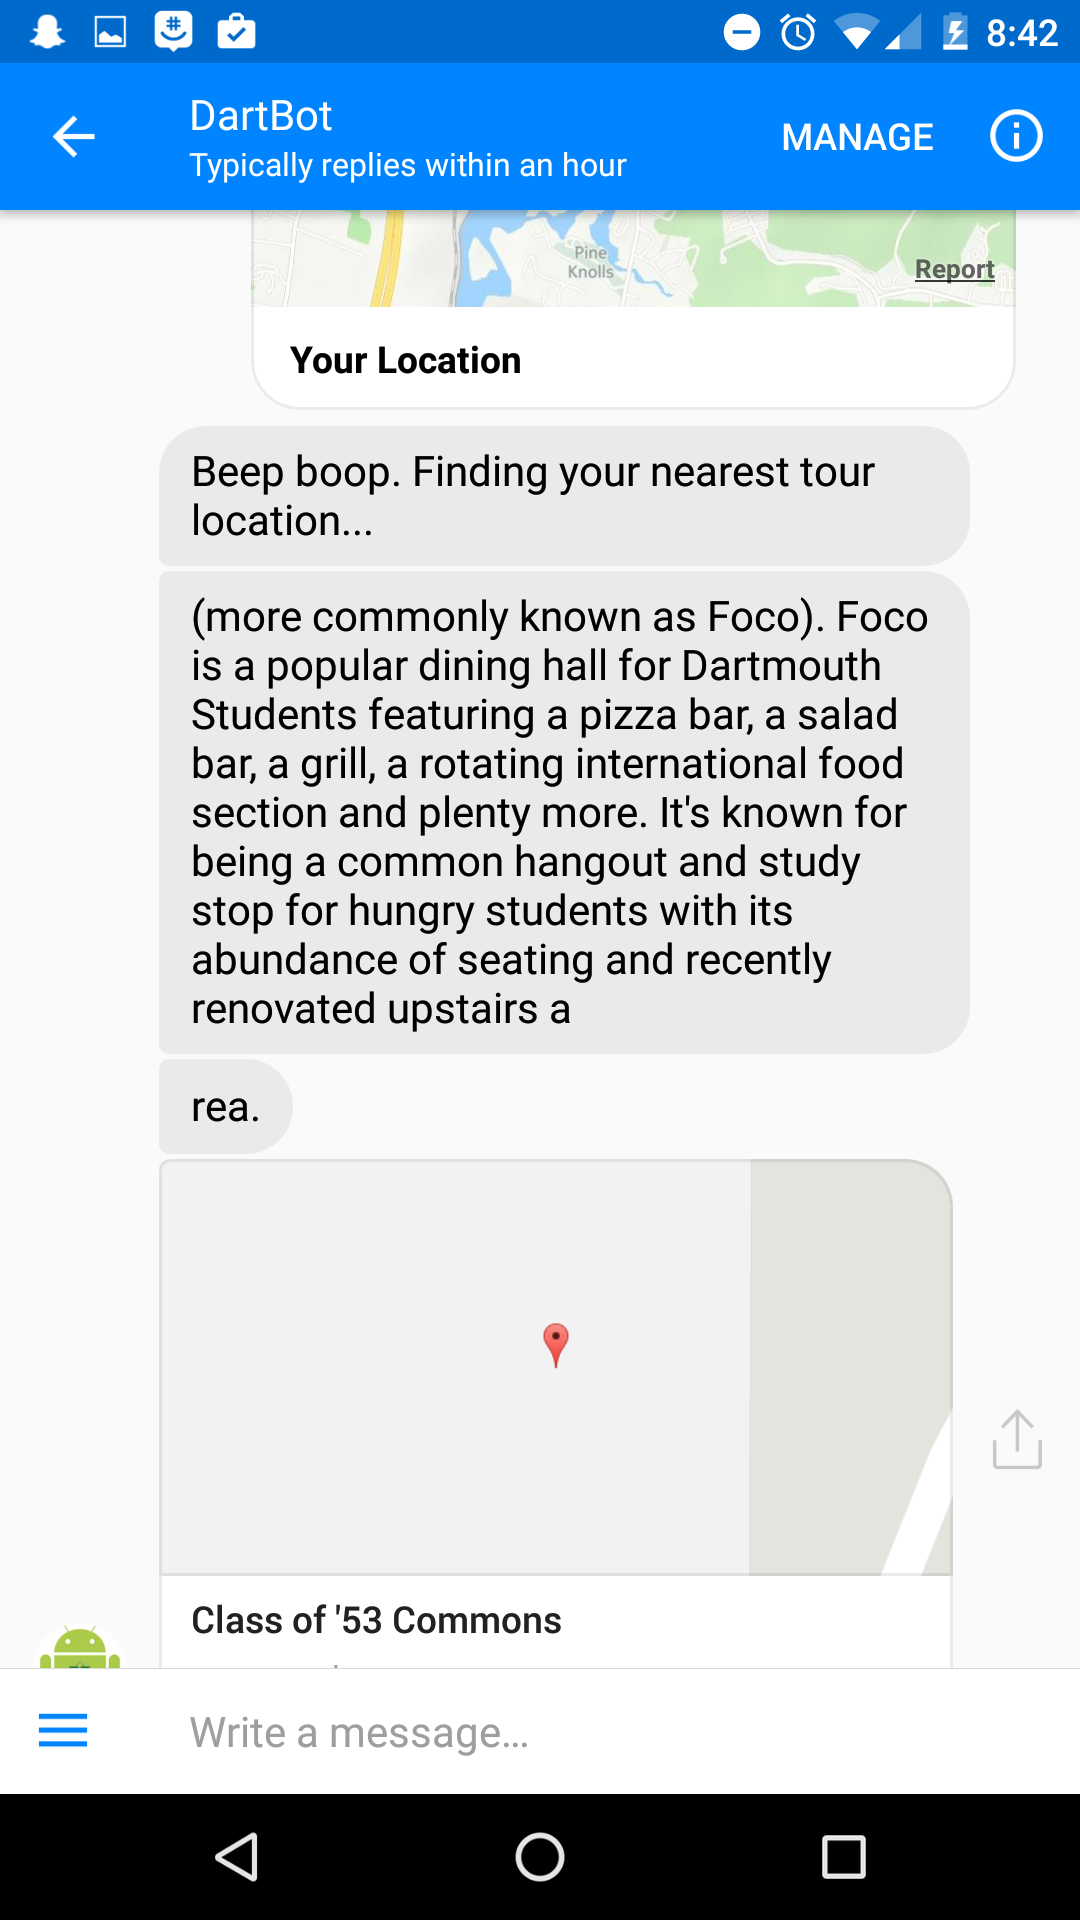 8:42
DartBot
Typically replies within an hour
MANAGE
Pine
Knolls
Report
Your Location
Beep boop. Finding your nearest tour
location...
(more commonly known as Foco). Foco
is a popular dining hall for Dartmouth
Students featuring a pizza bar, a salad
bar, a grill, a rotating international food
section and plenty more. It's known for
being a common hangout and study
stop for hungry students with its
abundance of seating and recently
renovated upstairs a
rea.
Class of '53 Commons
Write a message...